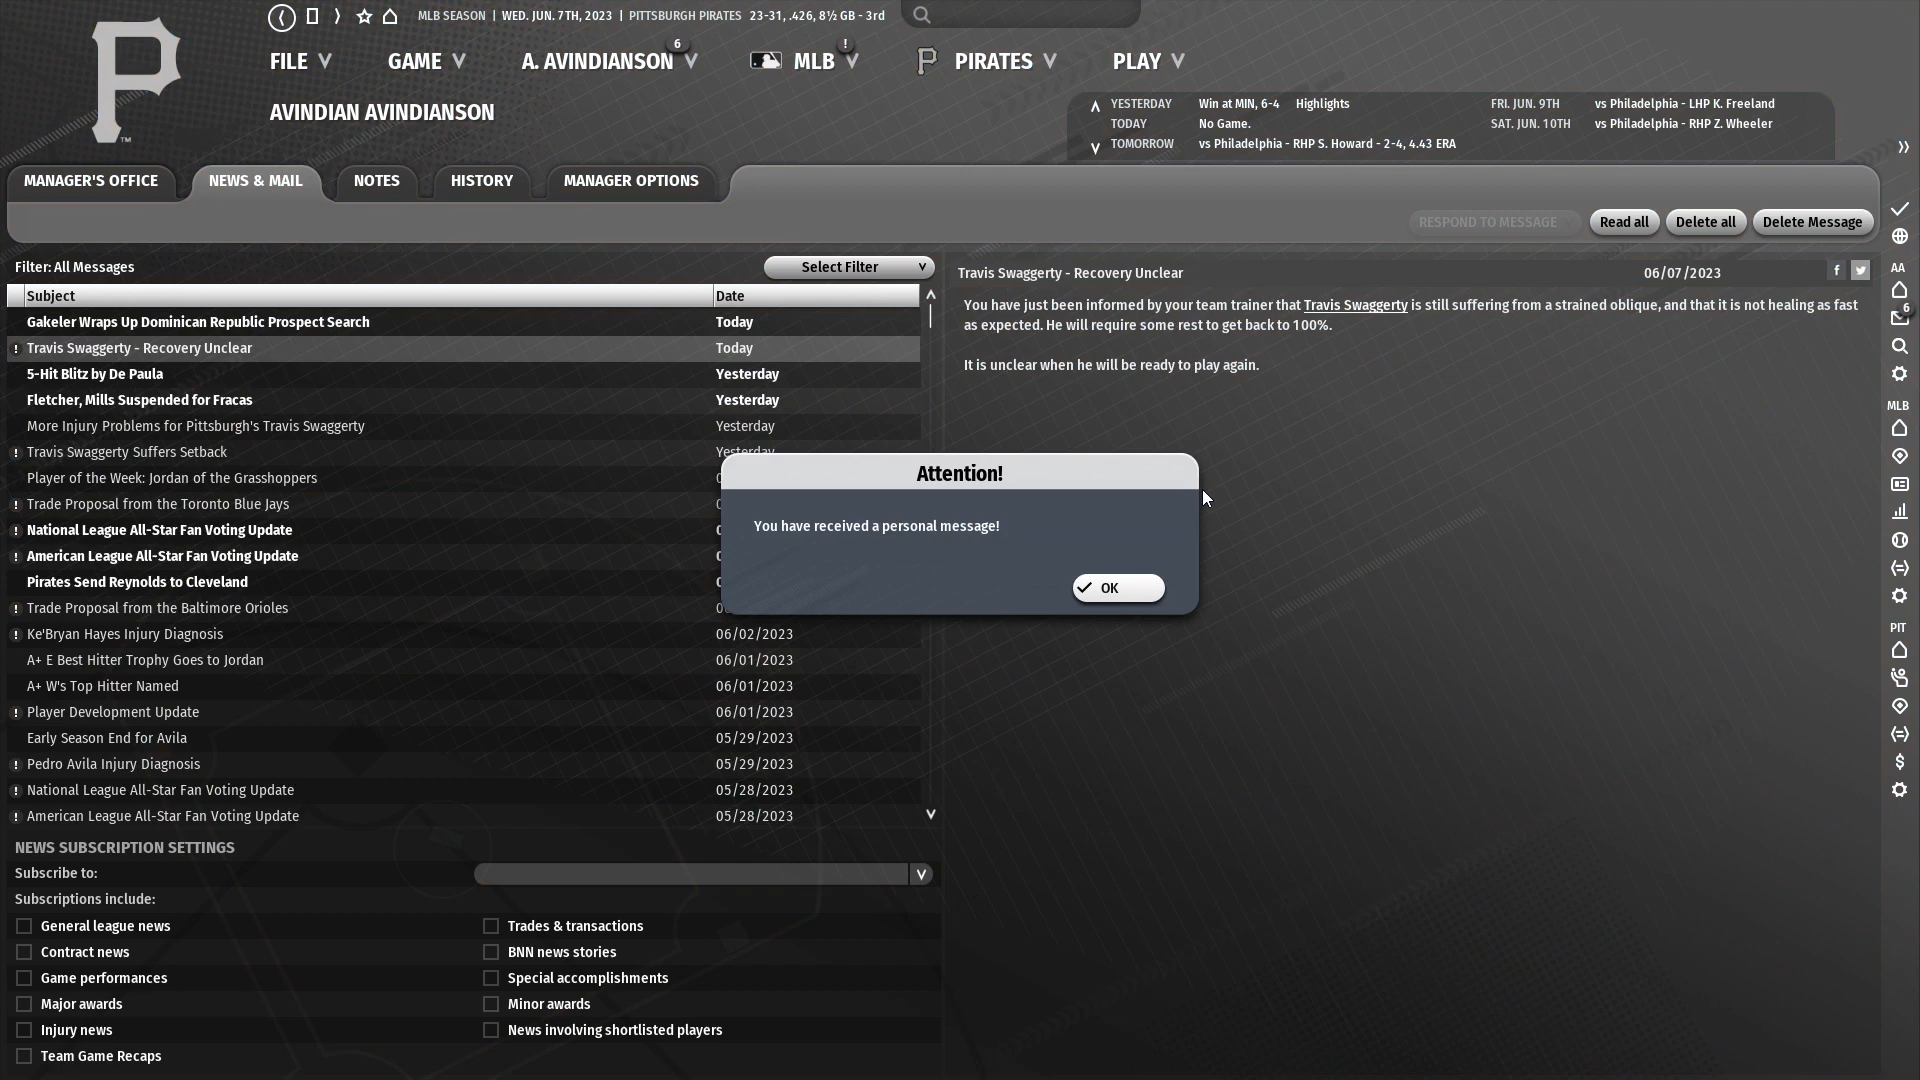 MLB SEASON | WED. JUN. 7TH, 2023 | PITTSBURGH PIRATES 23-31, .426, 8½ GB - 3rd
FILE GAME A. AVINDIANSON 6 MLB ! PIRATES PLAY
AVINDIAN AVINDIANSON
YESTERDAY Win at MIN, 6-4 Highlights FRI. JUN. 9TH vs Philadelphia - LHP K. Freeland
TODAY No Game. SAT. JUN. 10TH vs Philadelphia - RHP Z. Wheeler
TOMORROW vs Philadelphia - RHP S. Howard - 2-4, 4.43 ERA
MANAGER'S OFFICE NEWS & MAIL NOTES HISTORY MANAGER OPTIONS
RESPOND TO MESSAGE Read all Delete all Delete Message
Filter: All Messages Select Filter
Subject Date
Gakeler Wraps Up Dominican Republic Prospect Search Today
! Travis Swaggerty - Recovery Unclear Today
5-Hit Blitz by De Paula Yesterday
Fletcher, Mills Suspended for Fracas Yesterday
More Injury Problems for Pittsburgh's Travis Swaggerty Yesterday
! Travis Swaggerty Suffers Setback Yesterday
Player of the Week: Jordan of the Grasshoppers
! Trade Proposal from the Toronto Blue Jays
! National League All-Star Fan Voting Update
! American League All-Star Fan Voting Update
Pirates Send Reynolds to Cleveland
! Trade Proposal from the Baltimore Orioles
! Ke'Bryan Hayes Injury Diagnosis 06/02/2023
A+ E Best Hitter Trophy Goes to Jordan 06/01/2023
A+ W's Top Hitter Named 06/01/2023
! Player Development Update 06/01/2023
Early Season End for Avila 05/29/2023
! Pedro Avila Injury Diagnosis 05/29/2023
! National League All-Star Fan Voting Update 05/28/2023
! American League All-Star Fan Voting Update 05/28/2023
NEWS SUBSCRIPTION SETTINGS
Subscribe to:
Subscriptions include:
General league news Trades & transactions
Contract news BNN news stories
Game performances Special accomplishments
Major awards Minor awards
Injury news News involving shortlisted players
Team Game Recaps
Travis Swaggerty - Recovery Unclear 06/07/2023
You have just been informed by your team trainer that Travis Swaggerty is still suffering from a strained oblique, and that it is not healing as fast
as expected. He will require some rest to get back to 100%.
It is unclear when he will be ready to play again.
Attention!
You have received a personal message!
OK
AA
6
MLB
PIT